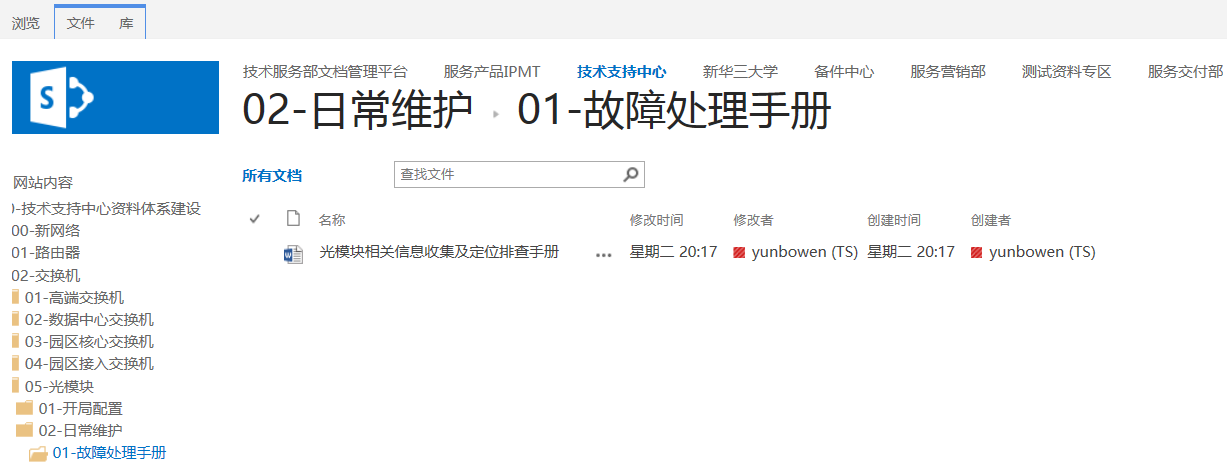 浏览 文件 库
S
技术服务部文档管理平台 服务产品IPMT 技术支持中心 新华三大学 备件中心 服务营销部 测试资料专区 服务交付部
02-日常维护 01-故障处理手册
所有文档 查找文件
名称 修改时间 修改者 创建时间 创建者
光模块相关信息收集及定位排查手册 ... 星期二 20:17 yunbowen (TS) 星期二 20:17 yunbowen (TS)
网站内容
-技术支持中心资料体系建设
00-新网络
01-路由器
02-交换机
01-高端交换机
02-数据中心交换机
03-园区核心交换机
04-园区接入交换机
05-光模块
01-开局配置
02-日常维护
01-故障处理手册